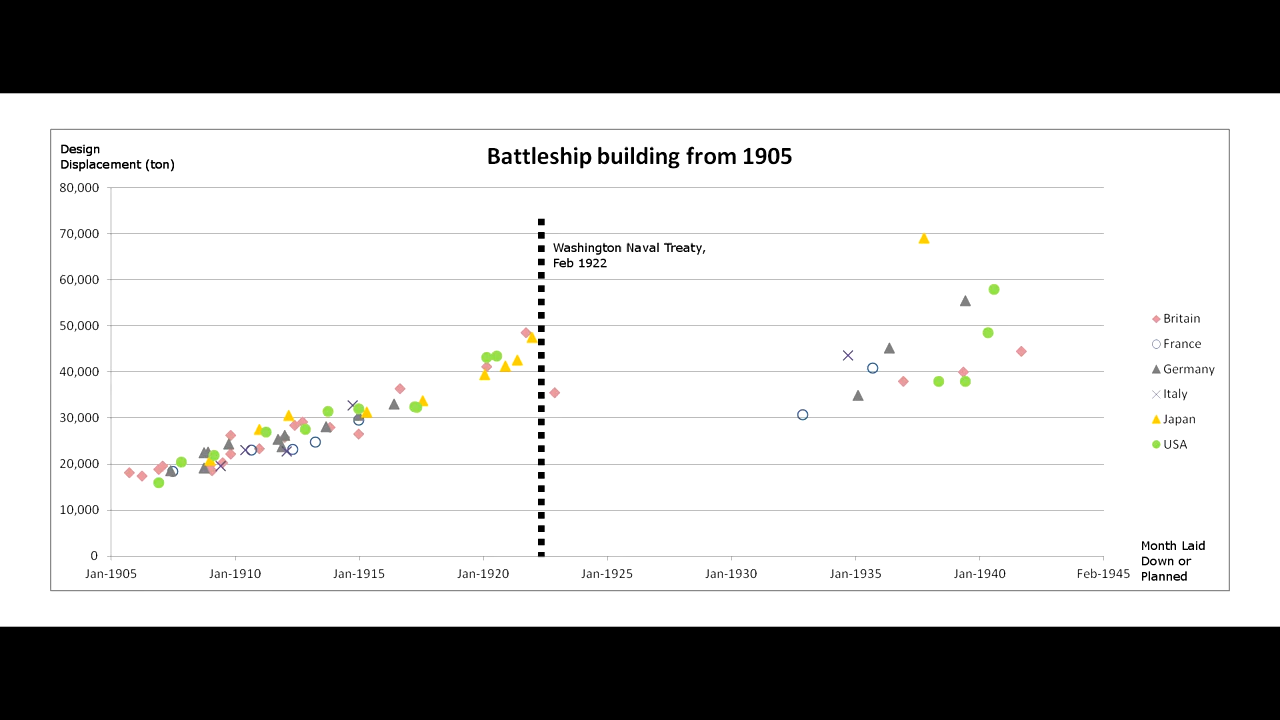 Battleship building from 1905
Design
Displacement (ton)
80,000
70,000
60,000
50,000
40,000
30,000
20,000
10,000
0
Washington Naval Treaty,
Feb 1922
Britain
France
Germany
Italy
Japan
USA
Jan-1905 Jan-1910 Jan-1915 Jan-1920 Jan-1925 Jan-1930 Jan-1935 Jan-1940 Feb-1945
Month Laid
Down or
Planned